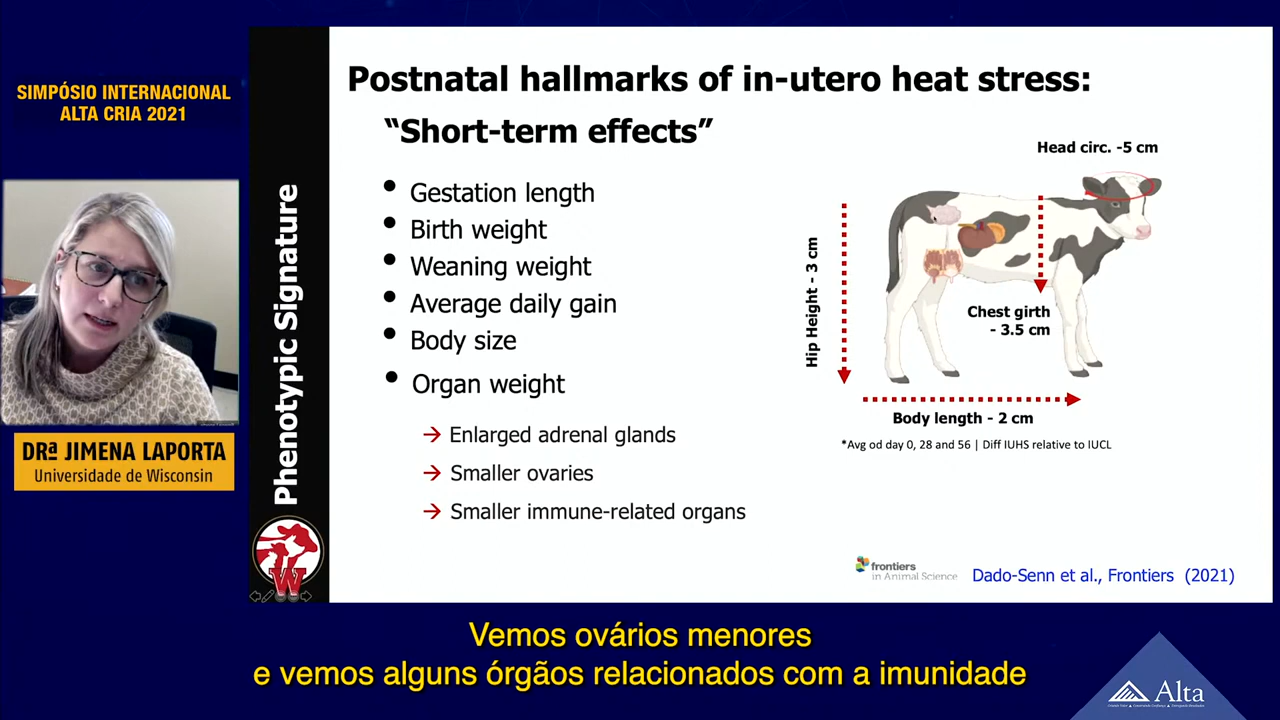 SIMPÓSIO INTERNACIONAL
ALTA CRIA 2021
DRª JIMENA LAPORTA
Universidade de Wisconsin
Phenotypic Signature
W
Postnatal hallmarks of in-utero heat stress:
“Short-term effects”
• Gestation length
• Birth weight
• Weaning weight
• Average daily gain
• Body size
• Organ weight
→ Enlarged adrenal glands
→ Smaller ovaries
→ Smaller immune-related organs
Head circ. -5 cm
Hip Height - 3 cm
Chest girth
- 3.5 cm
Body length - 2 cm
*Avg od day 0, 28 and 56 | Diff IUHS relative to IUCL
frontiers
in Animal Science
Dado-Senn et al., Frontiers (2021)
Vemos ovários menores
e vemos alguns órgãos relacionados com a imunidade
Alta